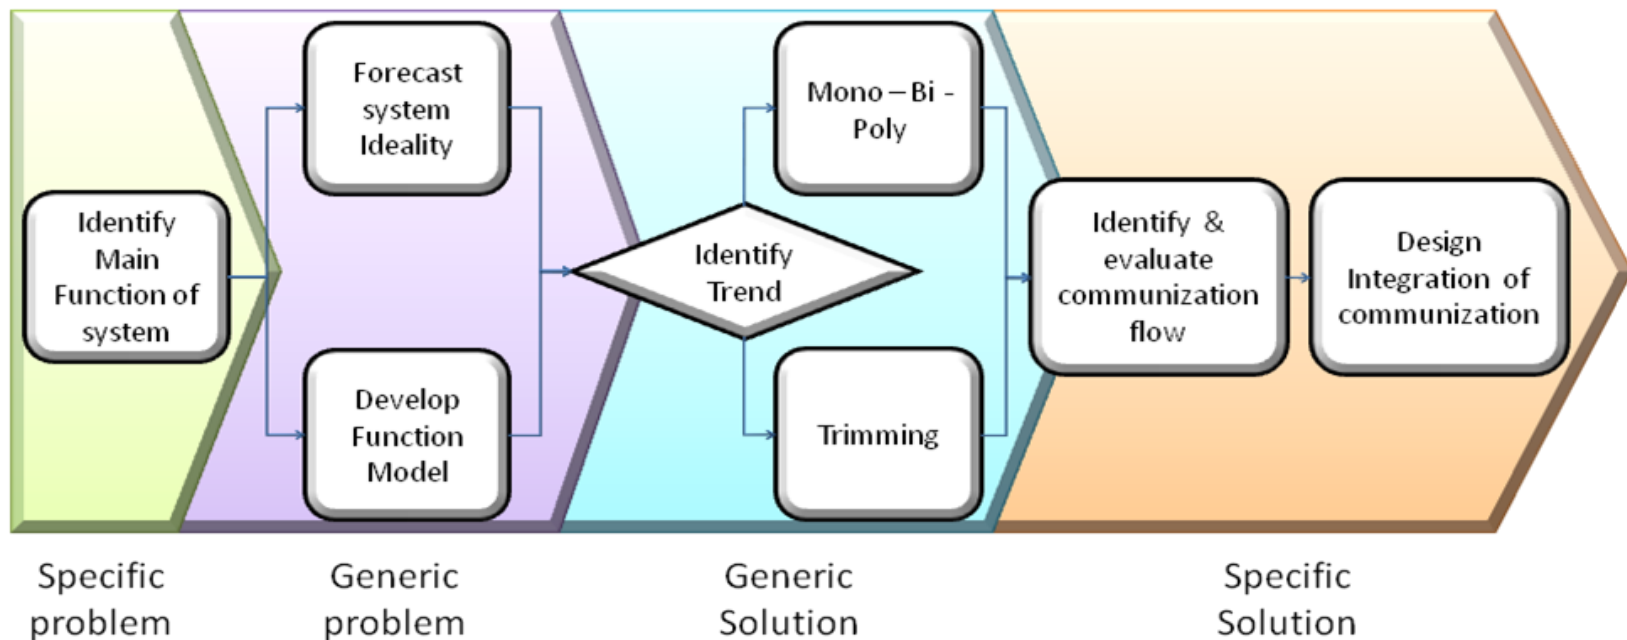 Forecast
system
Ideality
Mono – Bi -
Poly
Identify
Main
Function of
system
Identify
Trend
Identify &
evaluate
communization
flow
Design
Integration of
communization
Develop
Function
Model
Trimming
Specific
problem
Generic
problem
Generic
Solution
Specific
Solution